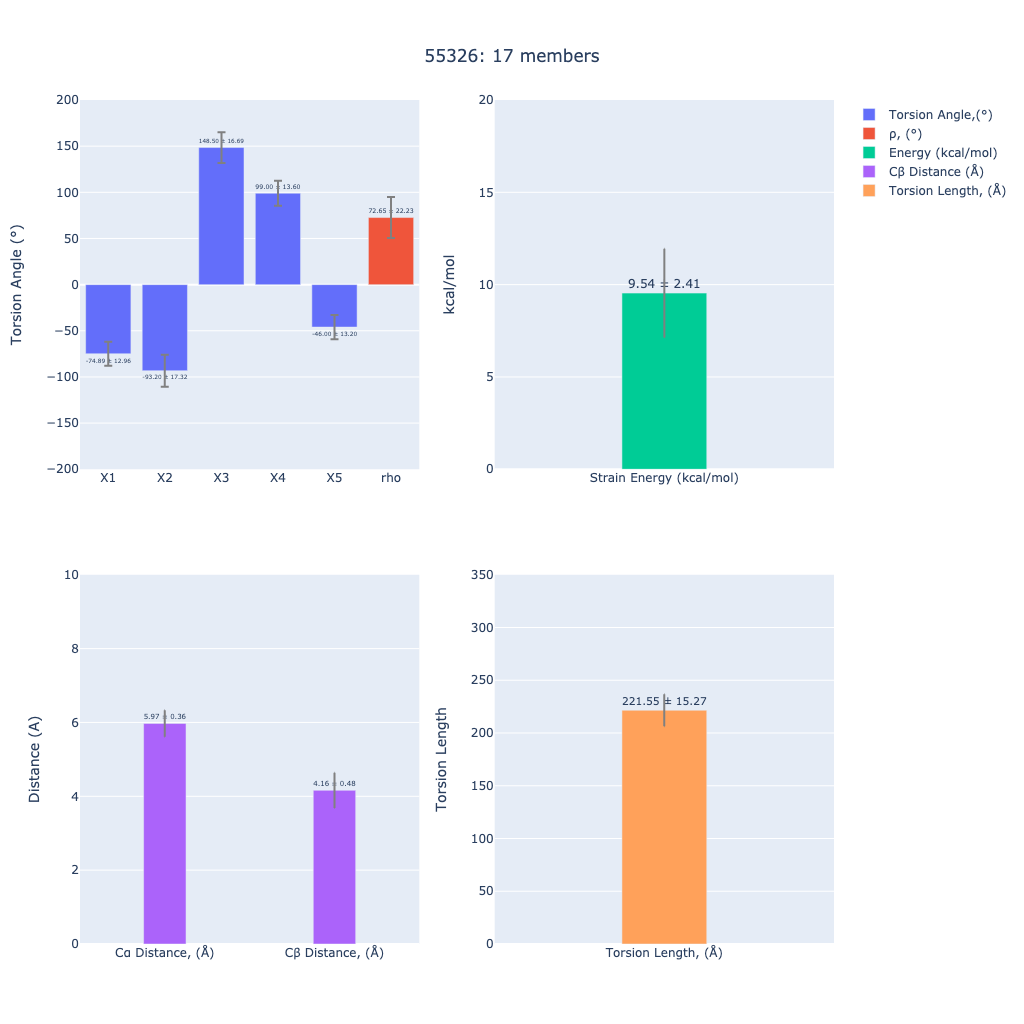 55326: 17 members
Torsion Angle (°)
200
150
100
50
0
−50
−100
−150
−200
148.50 ± 16.69
99.00 ± 13.60
72.65 ± 22.23
-46.00 ± 13.20
-74.89 ± 12.96
-93.20 ± 17.32
X1
X2
X3
X4
X5
rho
kcal/mol
20
15
10
5
0
9.54 ± 2.41
Strain Energy (kcal/mol)
Torsion Angle,(°)
ρ, (°)
Energy (kcal/mol)
Cβ Distance (Å)
Torsion Length, (Å)
Distance (A)
10
8
6
4
2
0
5.97 ± 0.36
4.16 ± 0.48
Cα Distance, (Å)
Cβ Distance, (Å)
Torsion Length
350
300
250
200
150
100
50
0
221.55 ± 15.27
Torsion Length, (Å)